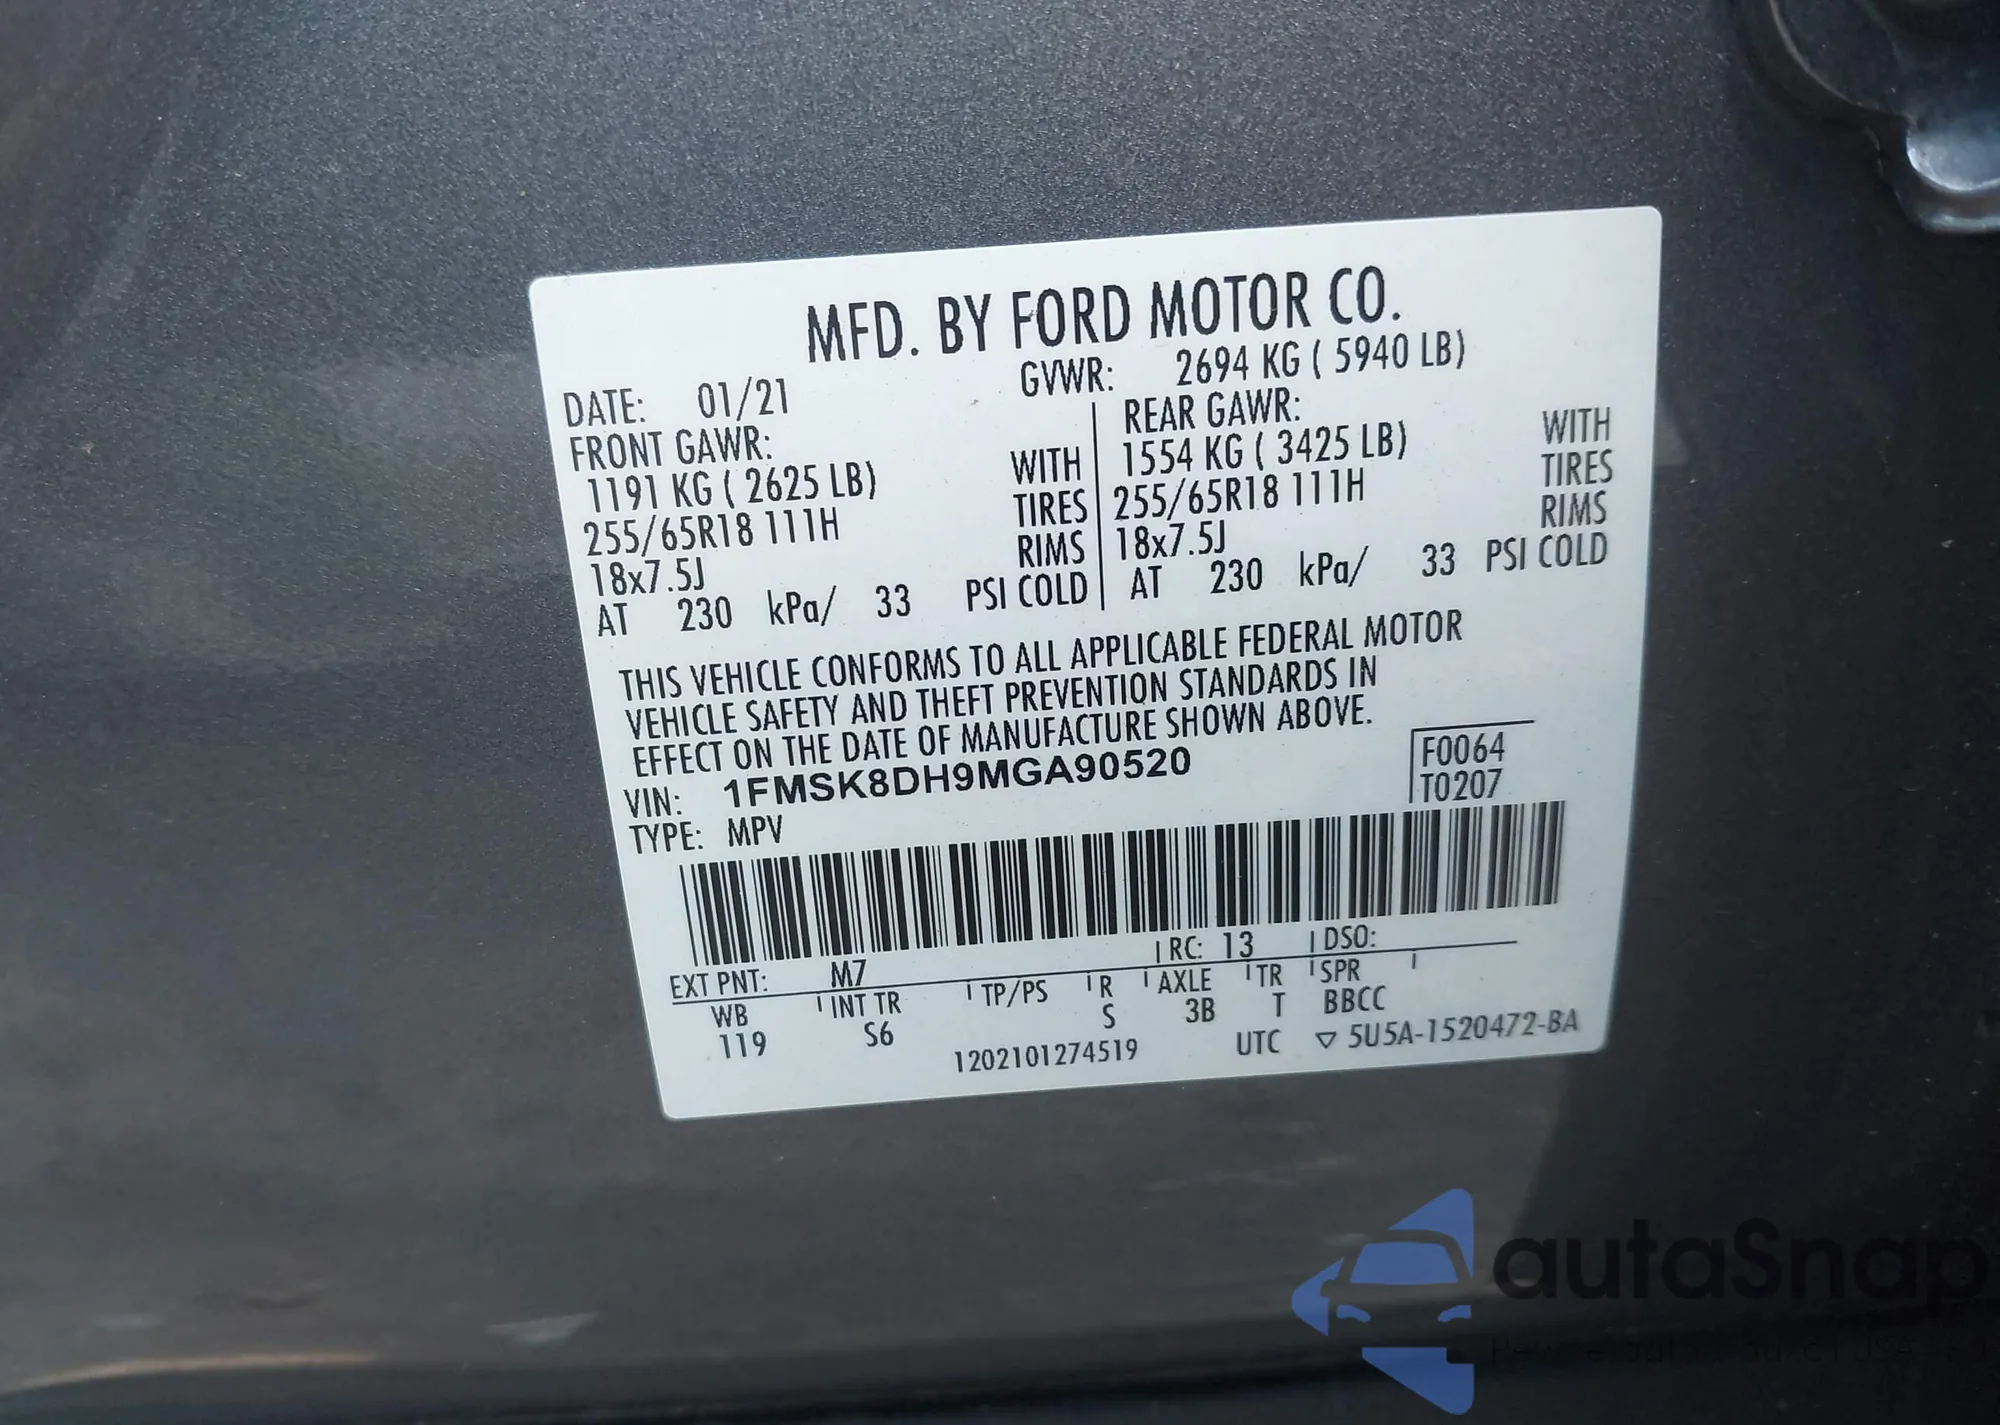 MFD. BY FORD MOTOR CO.
DATE: 01/21 GVWR: 2694 KG ( 5940 LB)
FRONT GAWR: REAR GAWR:
1191 KG ( 2625 LB) WITH 1554 KG ( 3425 LB) WITH
255/65R18 111H TIRES 255/65R18 111H TIRES
18x7.5J RIMS 18x7.5J RIMS
AT 230 kPa/ 33 PSI COLD AT 230 kPa/ 33 PSI COLD
THIS VEHICLE CONFORMS TO ALL APPLICABLE FEDERAL MOTOR
VEHICLE SAFETY AND THEFT PREVENTION STANDARDS IN
EFFECT ON THE DATE OF MANUFACTURE SHOWN ABOVE.
VIN: 1FMSK8DH9MGA90520 F0064
TYPE: MPV T0207
EXT PNT: M7 RC: 13 DSO:
WB INT TR TP/PS R AXLE TR SPR
119 S6 S 3B T BBCC
1202101274519 UTC ▽ 5U5A-1520472-BA
autaSnap